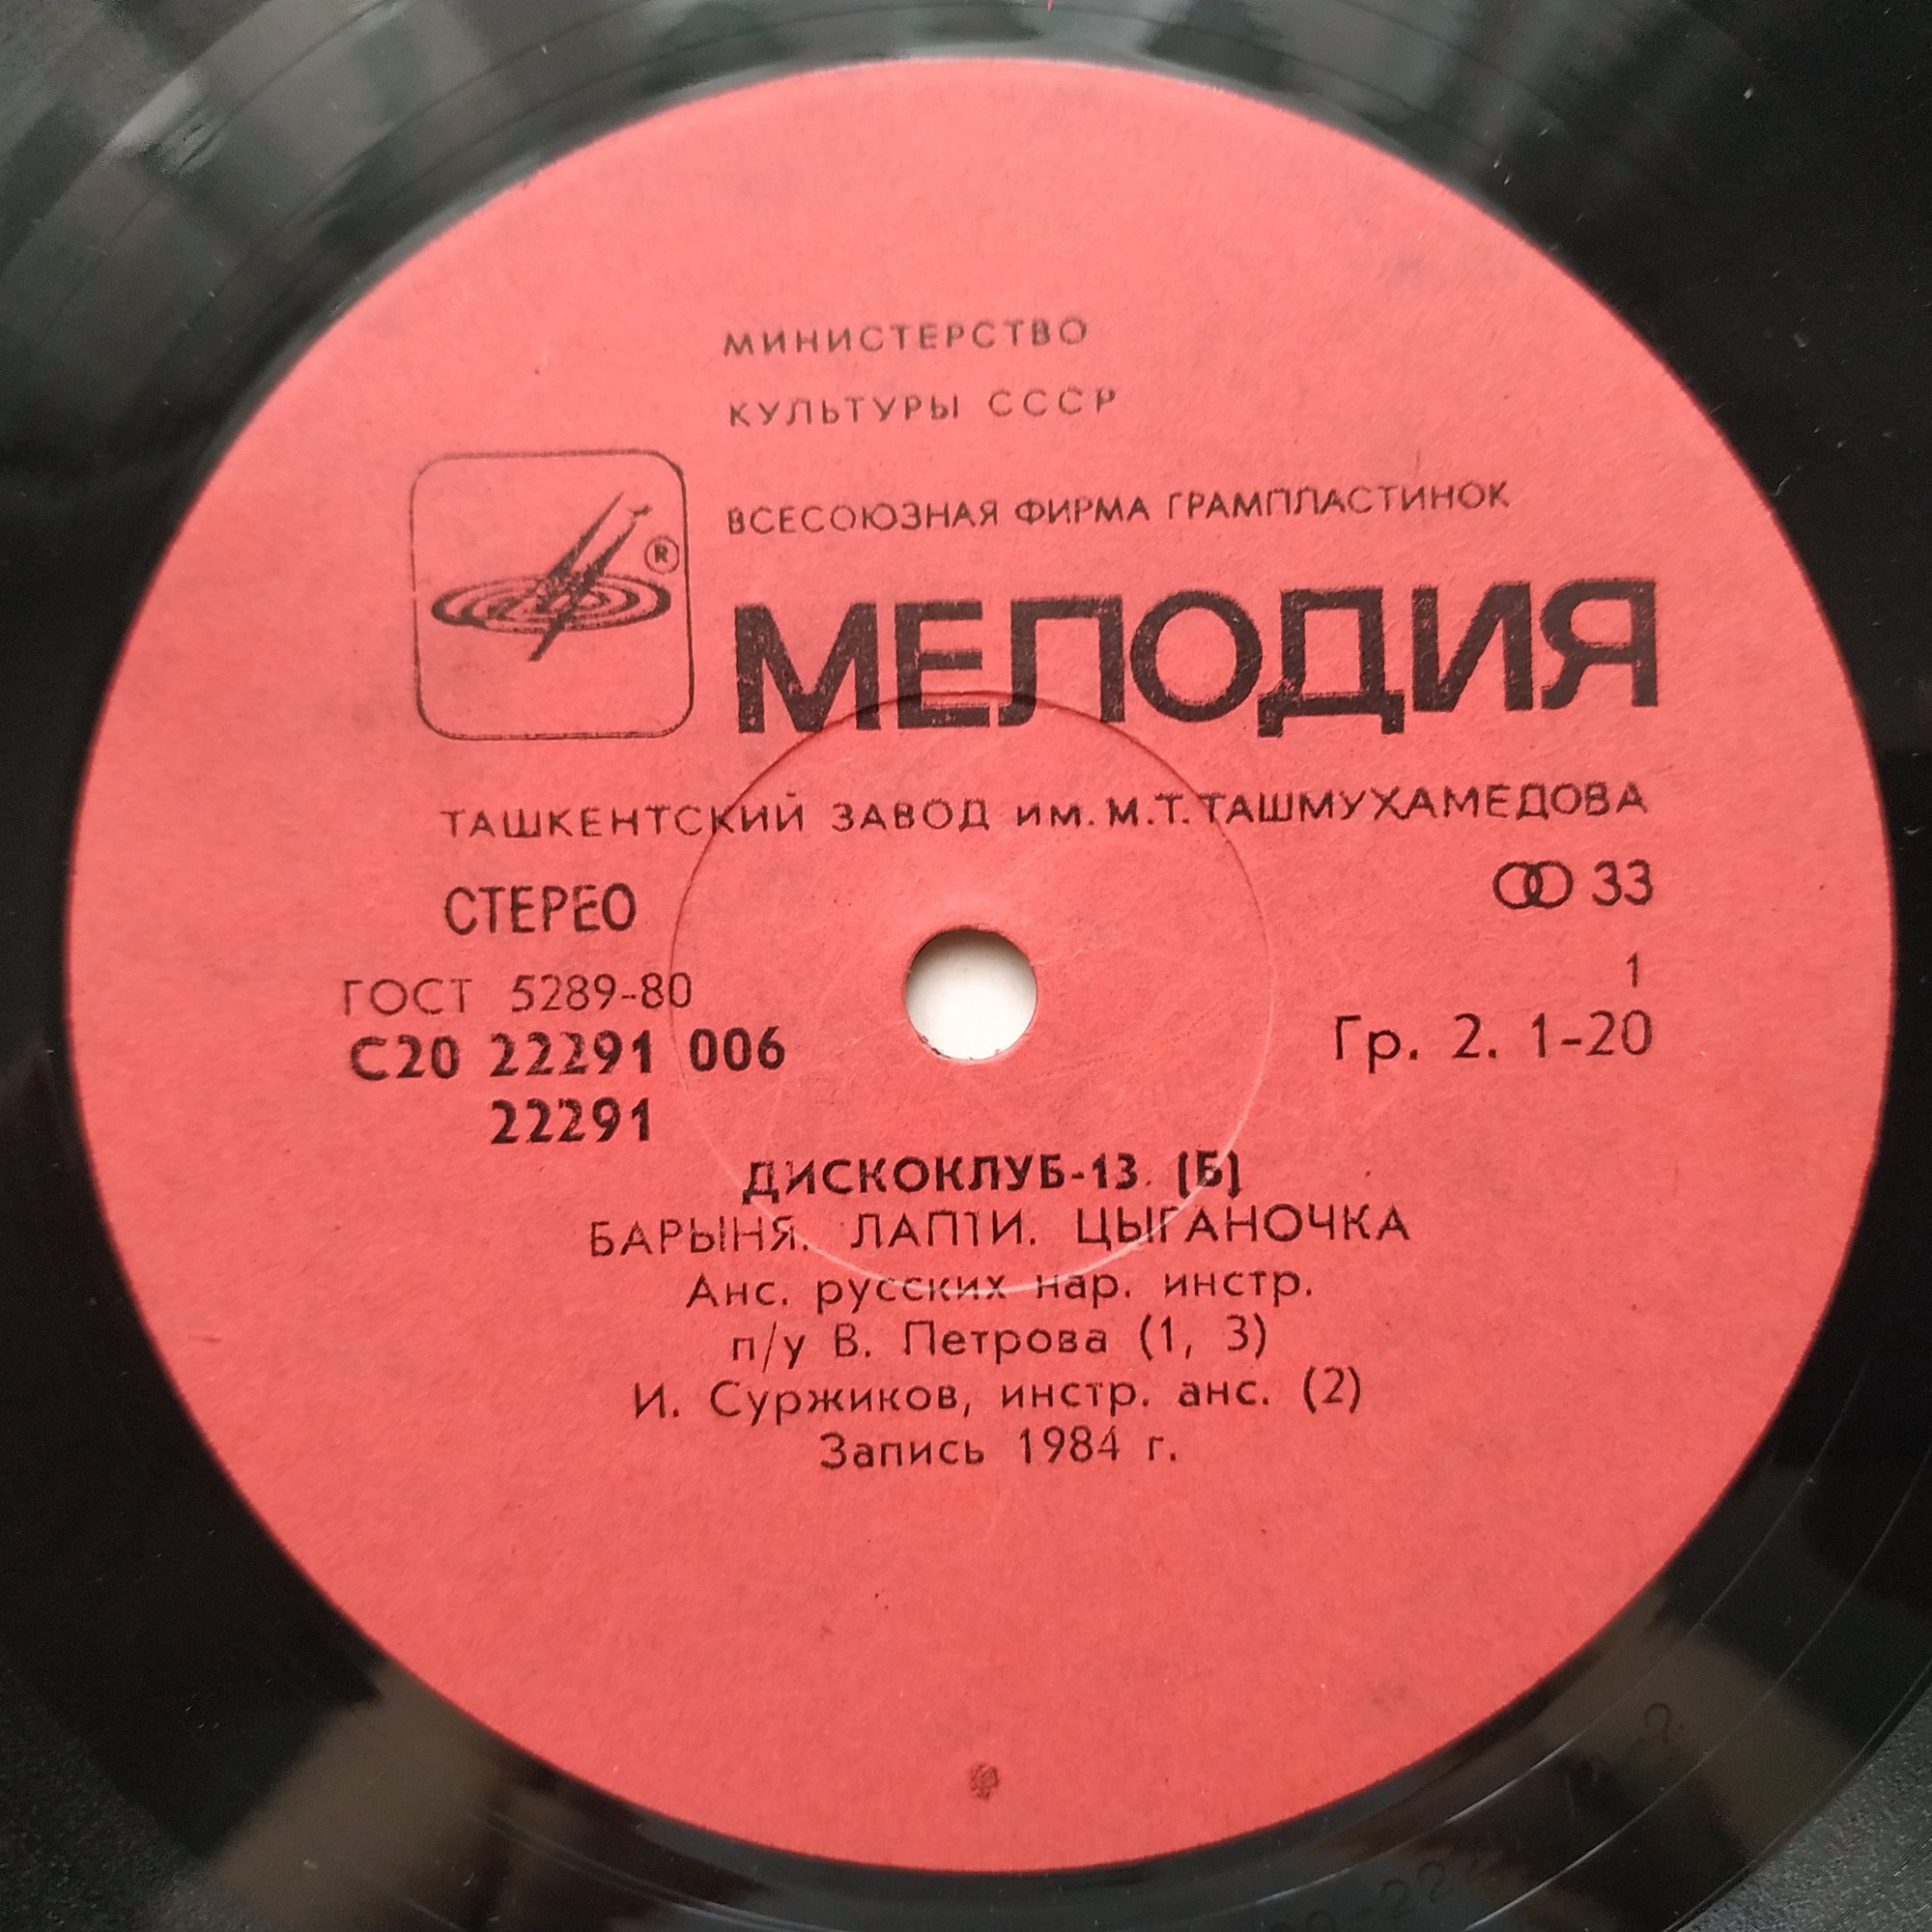 МИНИСТЕРСТВО
КУЛЬТУРЫ СССР
ВСЕСОЮЗНАЯ ФИРМА ГРАМПЛАСТИНОК
®
МЕЛОДИЯ
ТАШКЕНТСКИЙ ЗАВОД ИМ. М.Т. ТАШМУХАМЕДОВА
СТЕРЕО 33
ГОСТ 5289-80 1
С20 22291 006 Гр. 2. 1-20
22291
ДИСКОКЛУБ-13. (Б)
БАРЫНЯ. ЛАПТИ. ЦЫГАНОЧКА
Анс. русских нар. инстр.
п/у В. Петрова (1, 3)
И. Суржиков, инстр. анс. (2)
Запись 1984 г.